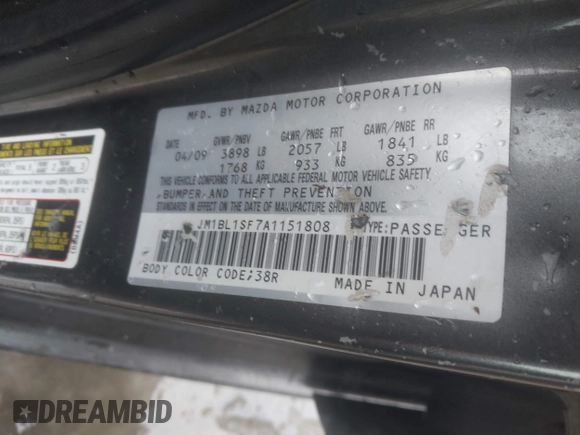 MFD. BY MAZDA MOTOR CORPORATION
GVWR/PNBV GAWR/PNBE FRT GAWR/PNBE RR
04/09 3898 LB 2057 LB 1841 LB
1768 KG 933 KG 835 KG
THIS VEHICLE CONFORMS TO ALL APPLICABLE FEDERAL MOTOR VEHICLE SAFETY,
BUMPER, AND THEFT PREVENTION
STANDARDS IN EFFECT ON THE DATE OF MANUFACTURE SHOWN ABOVE.
JM1BL1SF7A1151808 TYPE:PASSE GER
BODY COLOR CODE:38R MADE IN JAPAN
DREAMBID